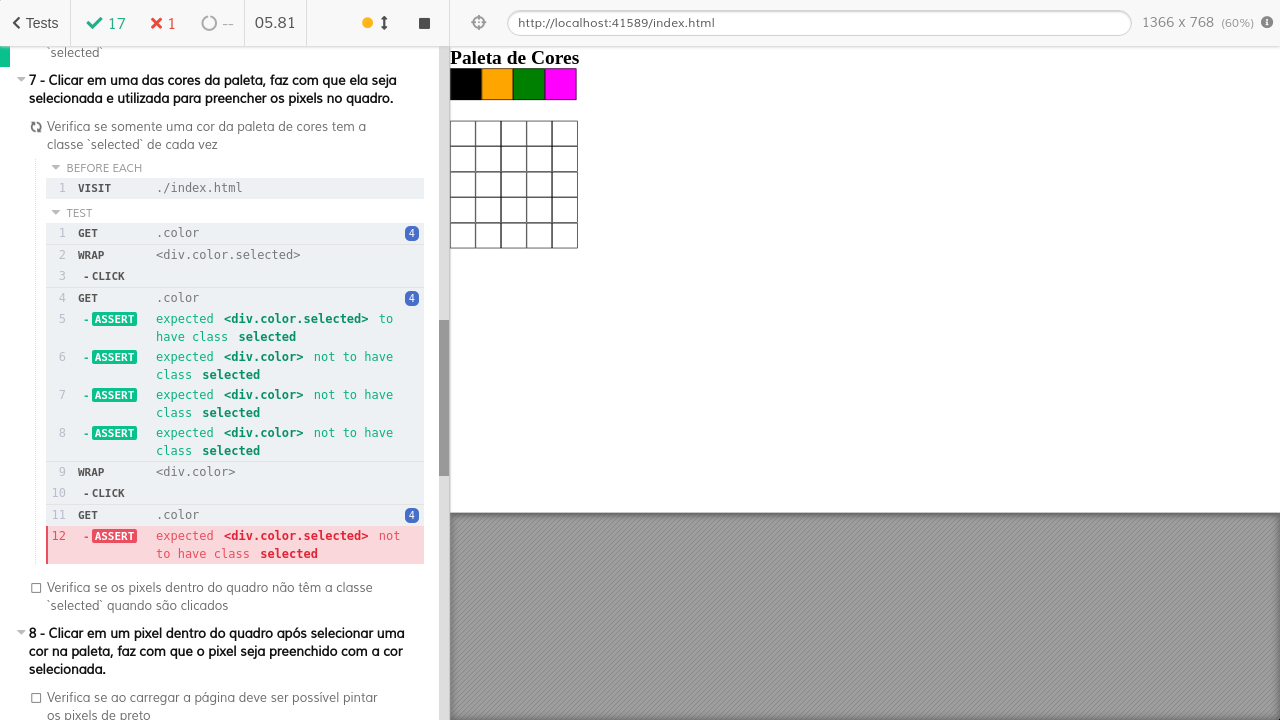 Tests 17 1 -- 05.81 http://localhost:41589/index.html 1366 x 768 (60%)
`selected`
7 - Clicar em uma das cores da paleta, faz com que ela seja
selecionada e utilizada para preencher os pixels no quadro.
Verifica se somente uma cor da paleta de cores tem a
classe `selected` de cada vez
BEFORE EACH
1 VISIT ./index.html
TEST
1 GET .color 4
2 WRAP <div.color.selected>
3 - CLICK
4 GET .color 4
5 - ASSERT expected <div.color.selected> to
have class selected
6 - ASSERT expected <div.color> not to have
class selected
7 - ASSERT expected <div.color> not to have
class selected
8 - ASSERT expected <div.color> not to have
class selected
9 WRAP <div.color>
10 - CLICK
11 GET .color 4
12 - ASSERT expected <div.color.selected> not
to have class selected
Verifica se os pixels dentro do quadro não têm a classe
`selected` quando são clicados
8 - Clicar em um pixel dentro do quadro após selecionar uma
cor na paleta, faz com que o pixel seja preenchido com a cor
selecionada.
Verifica se ao carregar a página deve ser possível pintar
os pixels de preto
Paleta de Cores